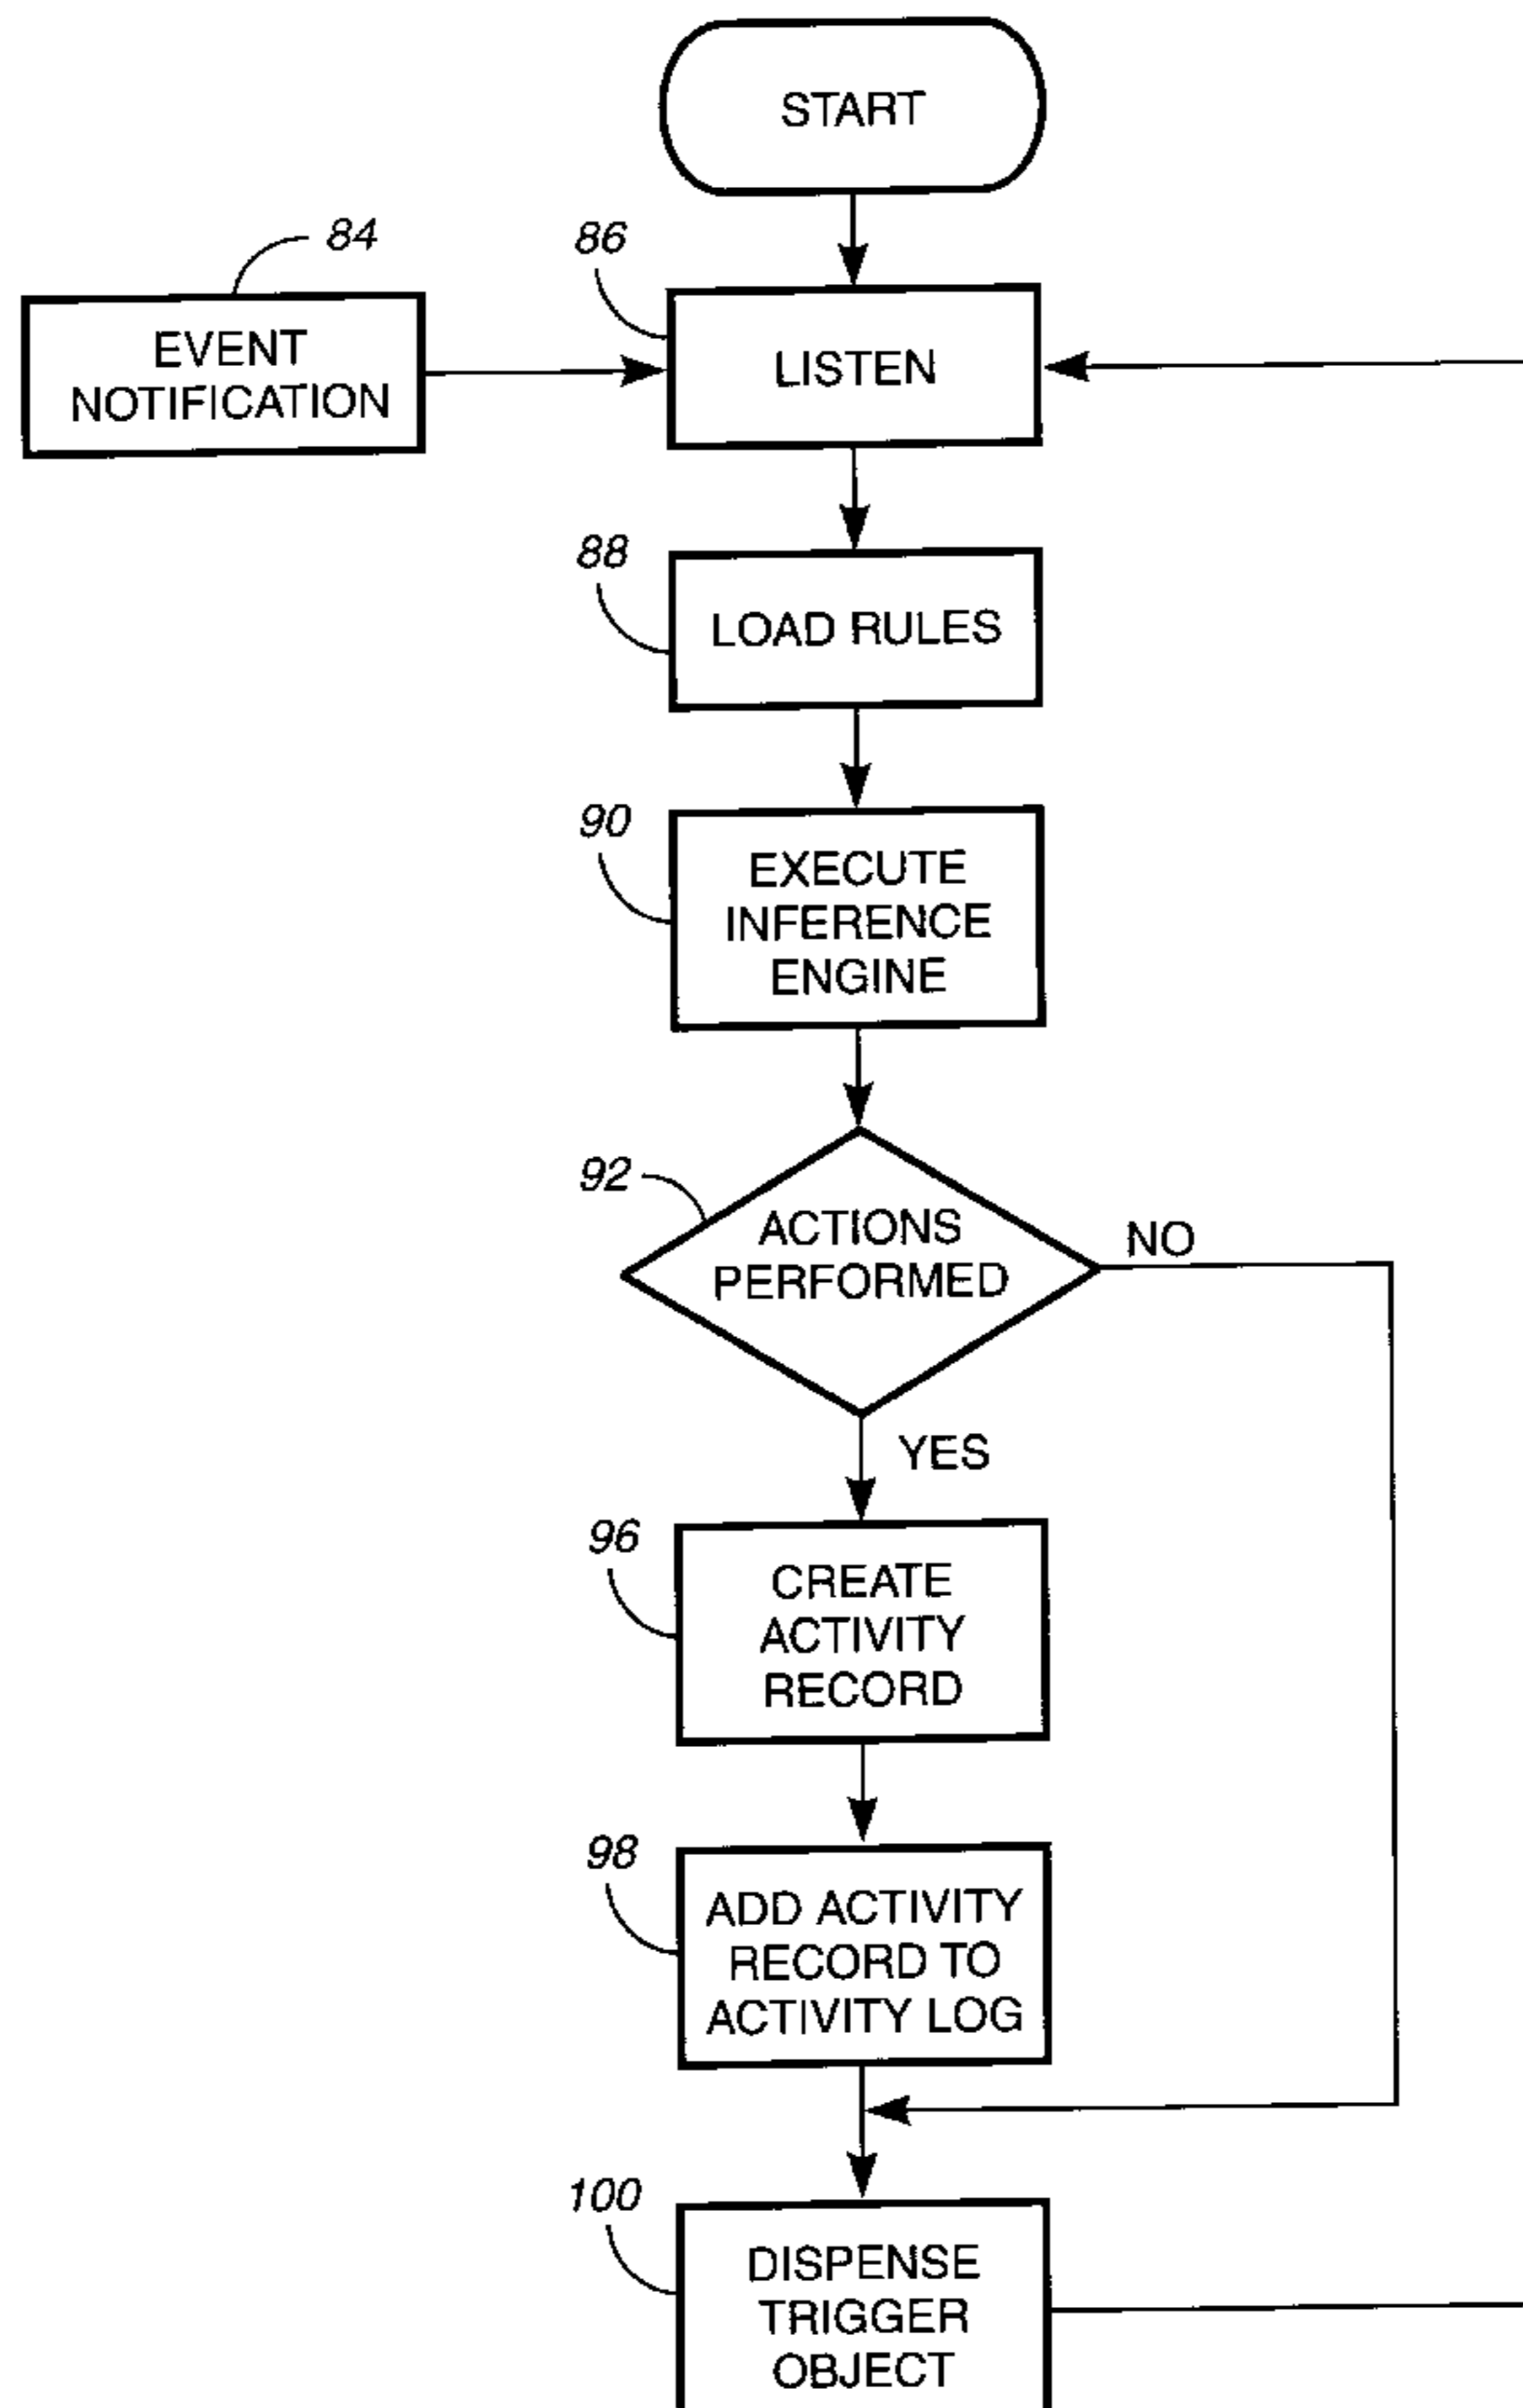 START
84
86
EVENT
NOTIFICATION
LISTEN
88
LOAD RULES
90
EXECUTE
INFERENCE
ENGINE
92
ACTIONS
PERFORMED
NO
YES
96
CREATE
ACTIVITY
RECORD
98
ADD ACTIVITY
RECORD TO
ACTIVITY LOG
100
DISPENSE
TRIGGER
OBJECT